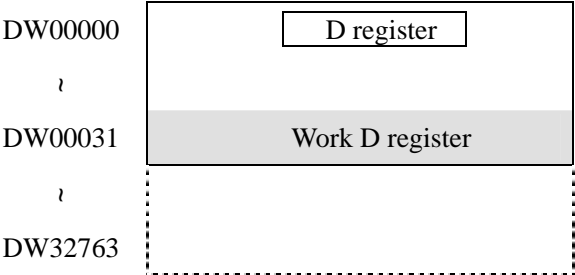 DW00000 D register
~
DW00031 Work D register
~
DW32763